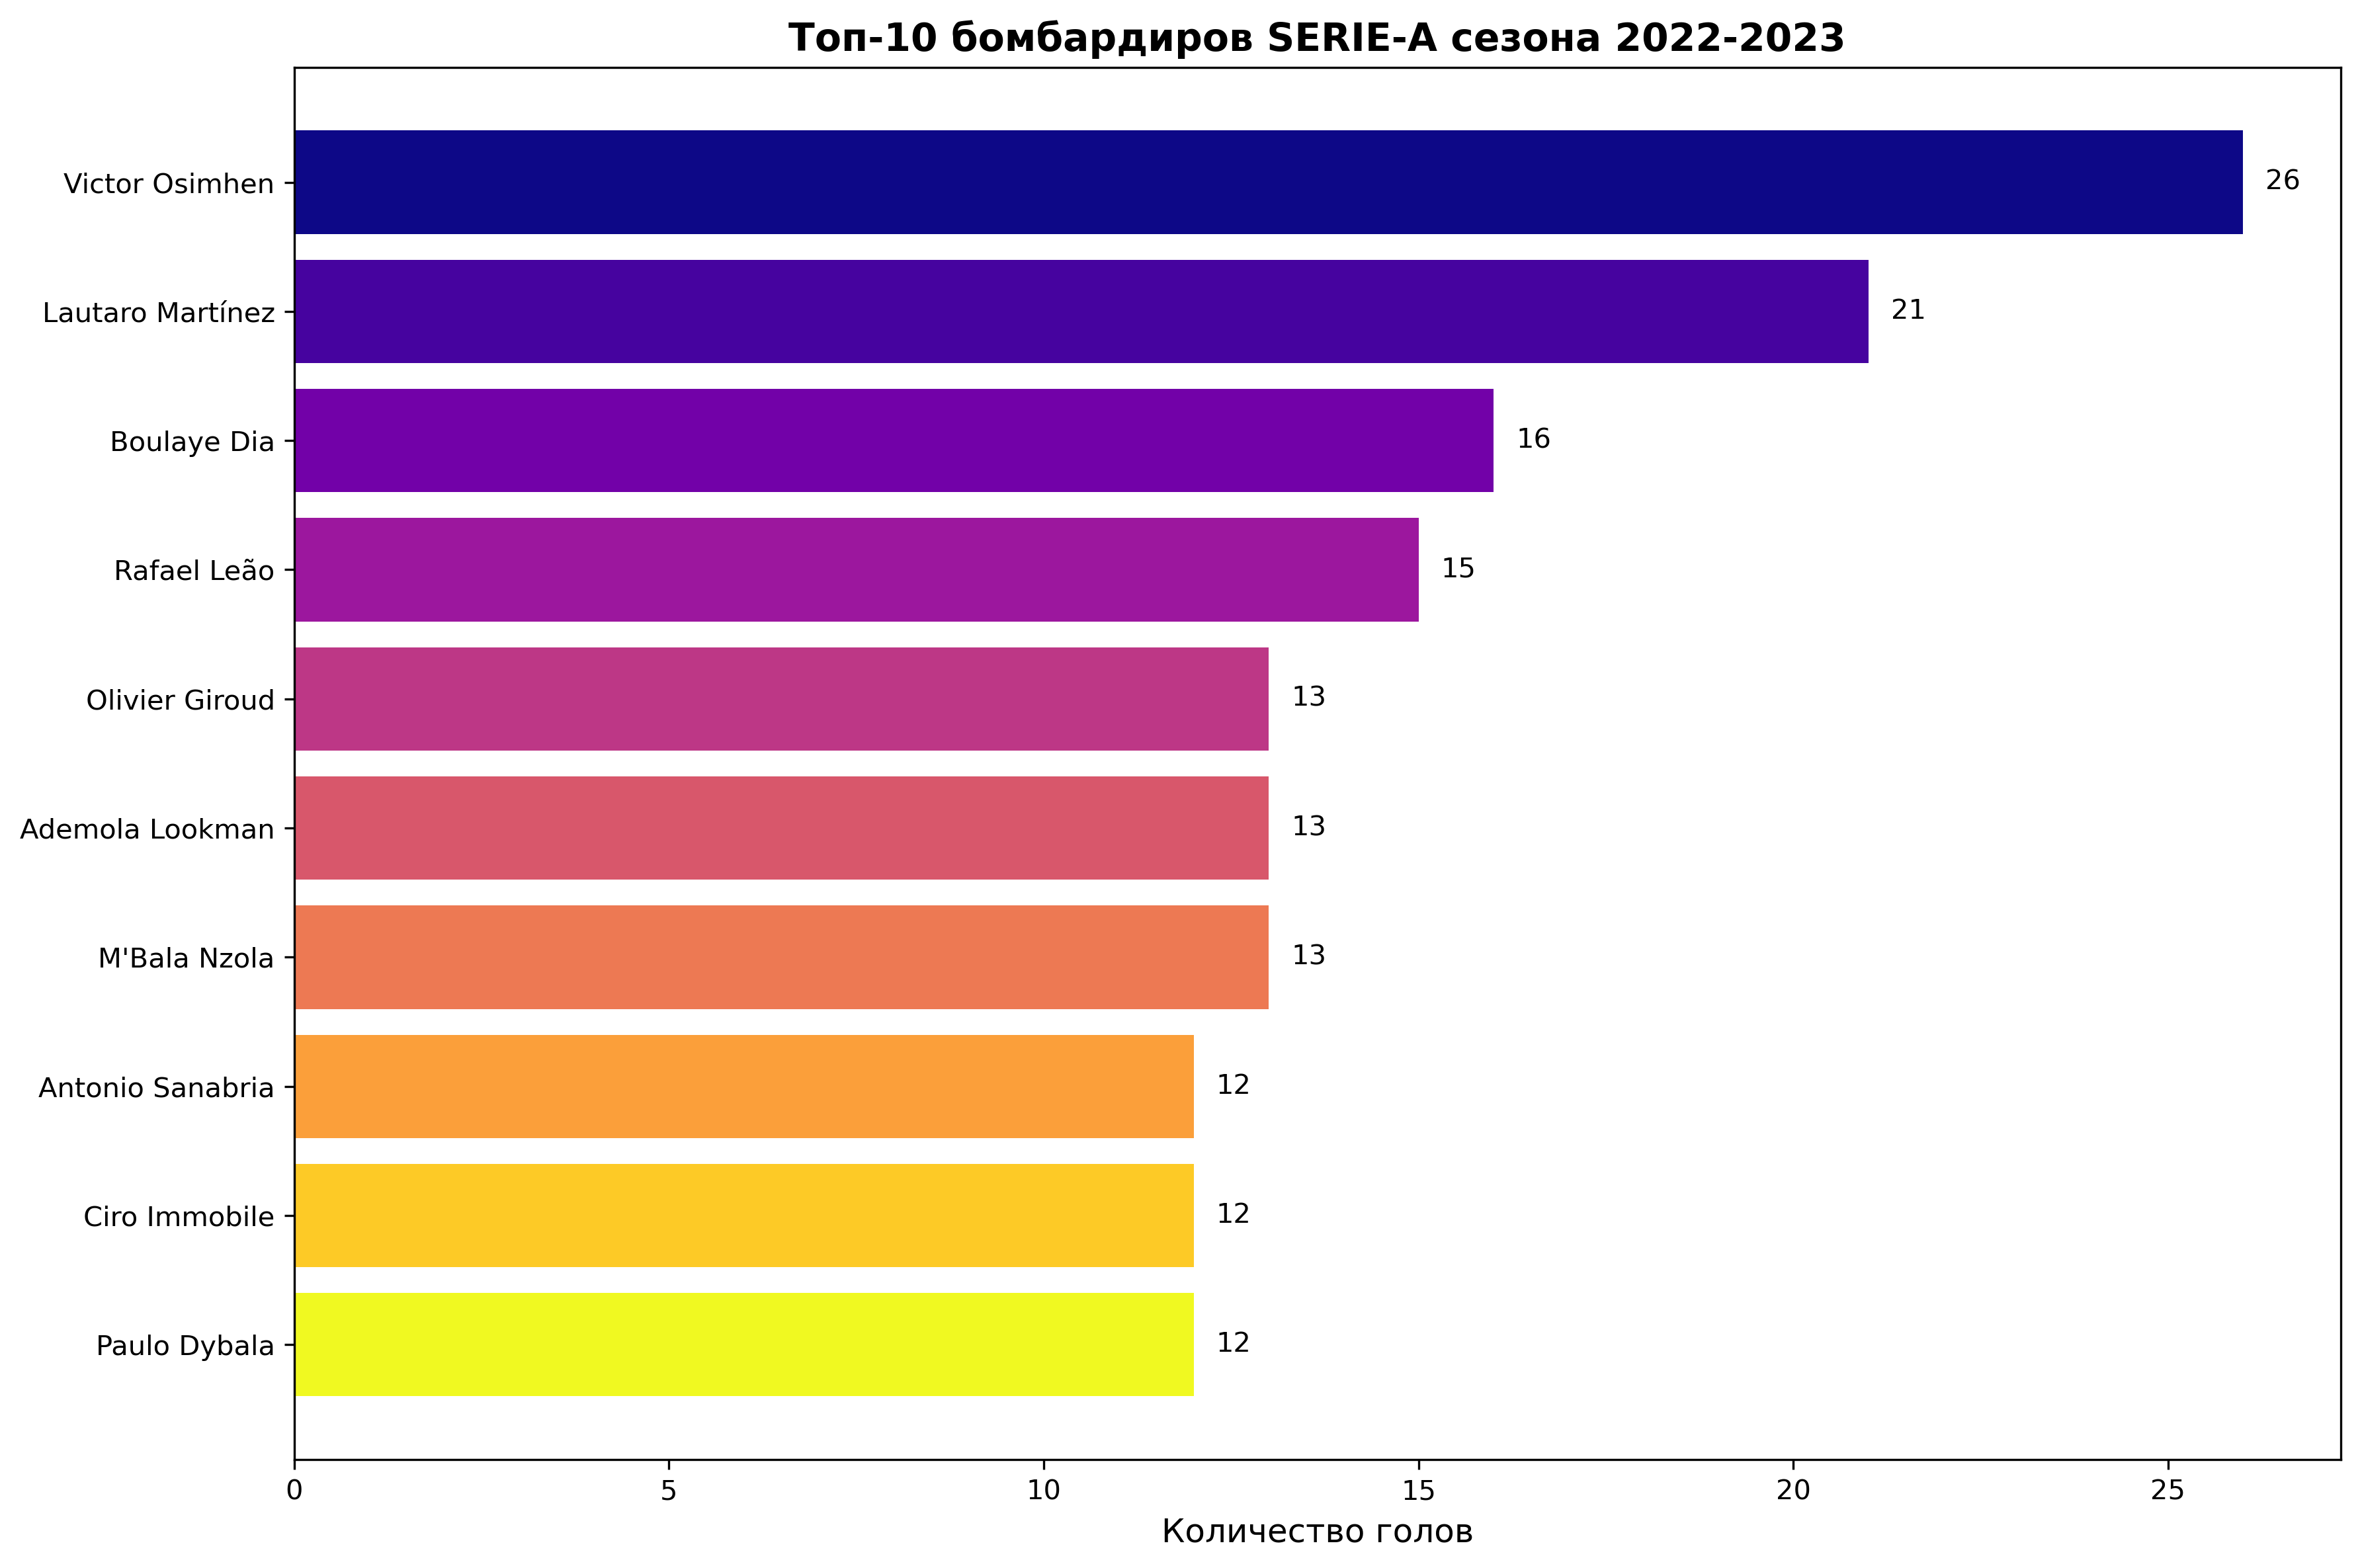 Топ-10 бомбардиров SERIE-A сезона 2022-2023
Victor Osimhen 26
Lautaro Martínez 21
Boulaye Dia 16
Rafael Leão 15
Olivier Giroud 13
Ademola Lookman 13
M'Bala Nzola 13
Antonio Sanabria 12
Ciro Immobile 12
Paulo Dybala 12
0 5 10 15 20 25
Количество голов